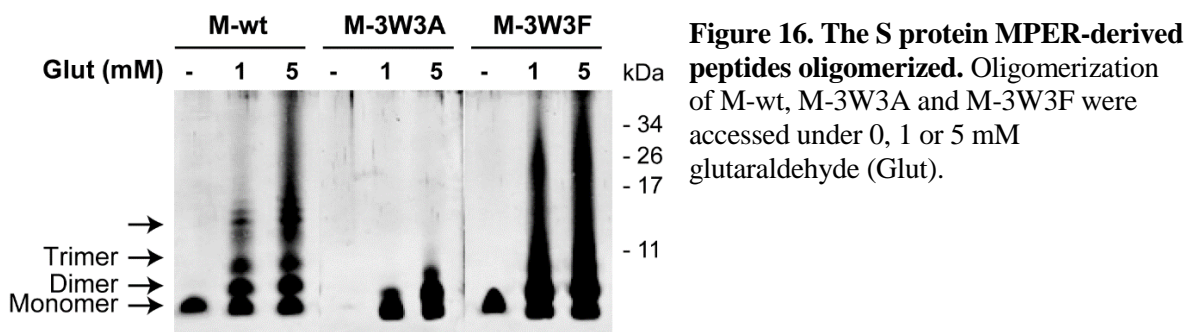 M-wt M-3W3A M-3W3F
Glut (mM) - 1 5 - 1 5 - 1 5 kDa
- 34
- 26
- 17
- 11
Trimer →
Dimer →
Monomer →
Figure 16. The S protein MPER-derived
peptides oligomerized. Oligomerization
of M-wt, M-3W3A and M-3W3F were
accessed under 0, 1 or 5 mM
glutaraldehyde (Glut).